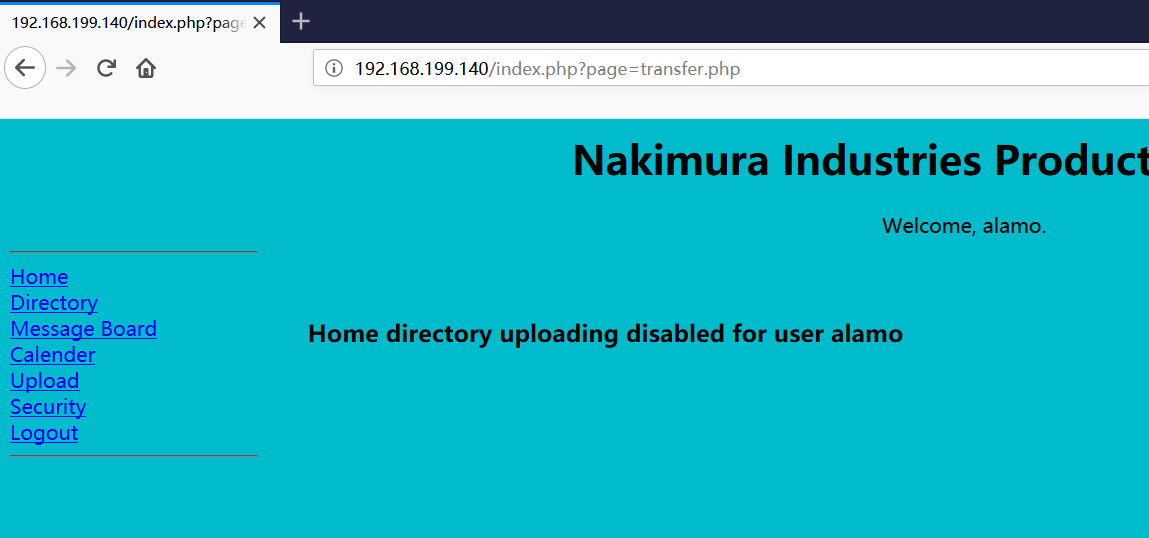 192.168.199.140/index.php?page
192.168.199.140/index.php?page=transfer.php
Nakimura Industries Product
Welcome, alamo.
Home
Directory
Message Board
Calender
Upload
Security
Logout
Home directory uploading disabled for user alamo